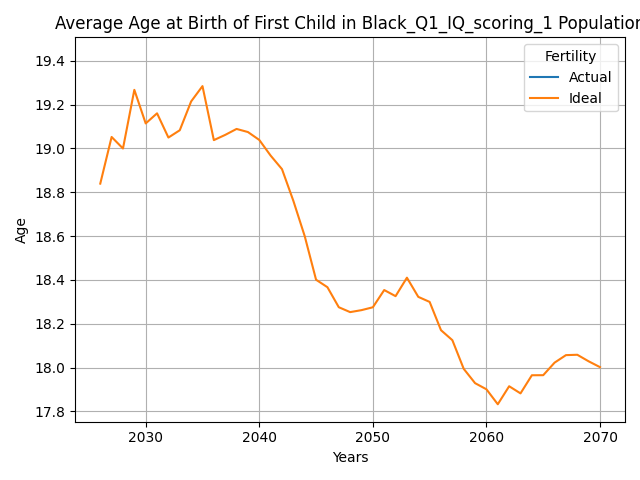 Average Age at Birth of First Child in Black_Q1_IQ_scoring_1 Population
Fertility
Actual
Ideal
Age
19.4
19.2
19.0
18.8
18.6
18.4
18.2
18.0
17.8
2030 2040 2050 2060 2070
Years